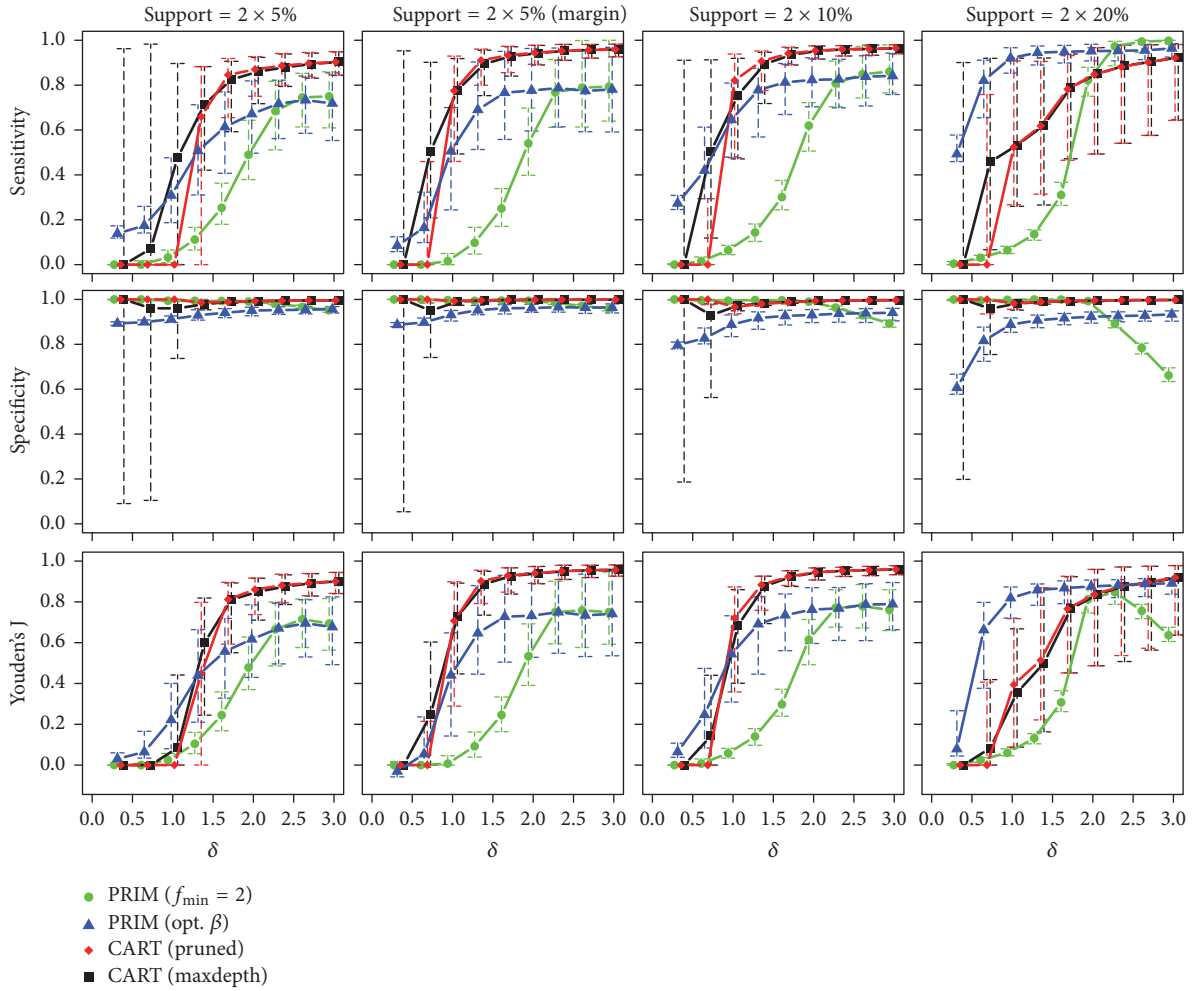 Support = 2 × 5%
Support = 2 × 5% (margin)
Support = 2 × 10%
Support = 2 × 20%
Sensitivity
1.0
0.8
0.6
0.4
0.2
0.0
Specificity
1.0
0.8
0.6
0.4
0.2
0.0
Youden's J
1.0
0.8
0.6
0.4
0.2
0.0
0.0 0.5 1.0 1.5 2.0 2.5 3.0
0.0 0.5 1.0 1.5 2.0 2.5 3.0
0.0 0.5 1.0 1.5 2.0 2.5 3.0
0.0 0.5 1.0 1.5 2.0 2.5 3.0
δ
δ
δ
δ
PRIM (fmin = 2)
PRIM (opt. β)
CART (pruned)
CART (maxdepth)